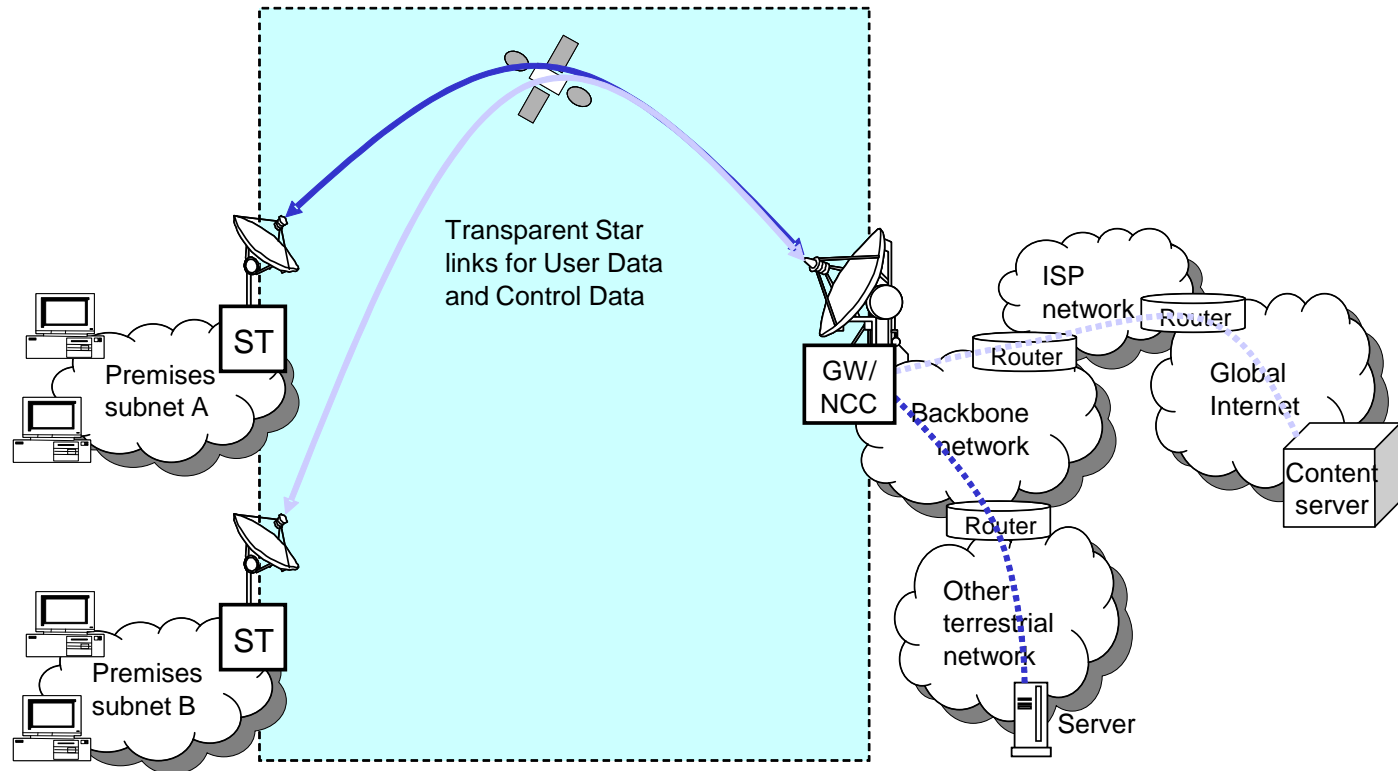 Transparent Star
links for User Data
and Control Data
ST
Premises
subnet A
ST
Premises
subnet B
GW/
NCC
ISP
network
Router
Router
Global
Internet
Backbone
network
Content
server
Router
Other
terrestrial
network
Server